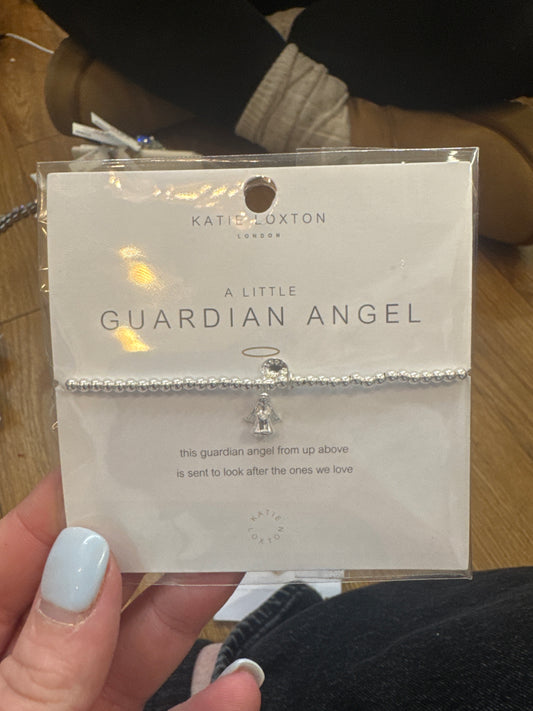 KATIE LOXTON
LONDON
A LITTLE
GUARDIAN ANGEL
this guardian angel from up above
is sent to look after the ones we love
KATIE
LOXTON